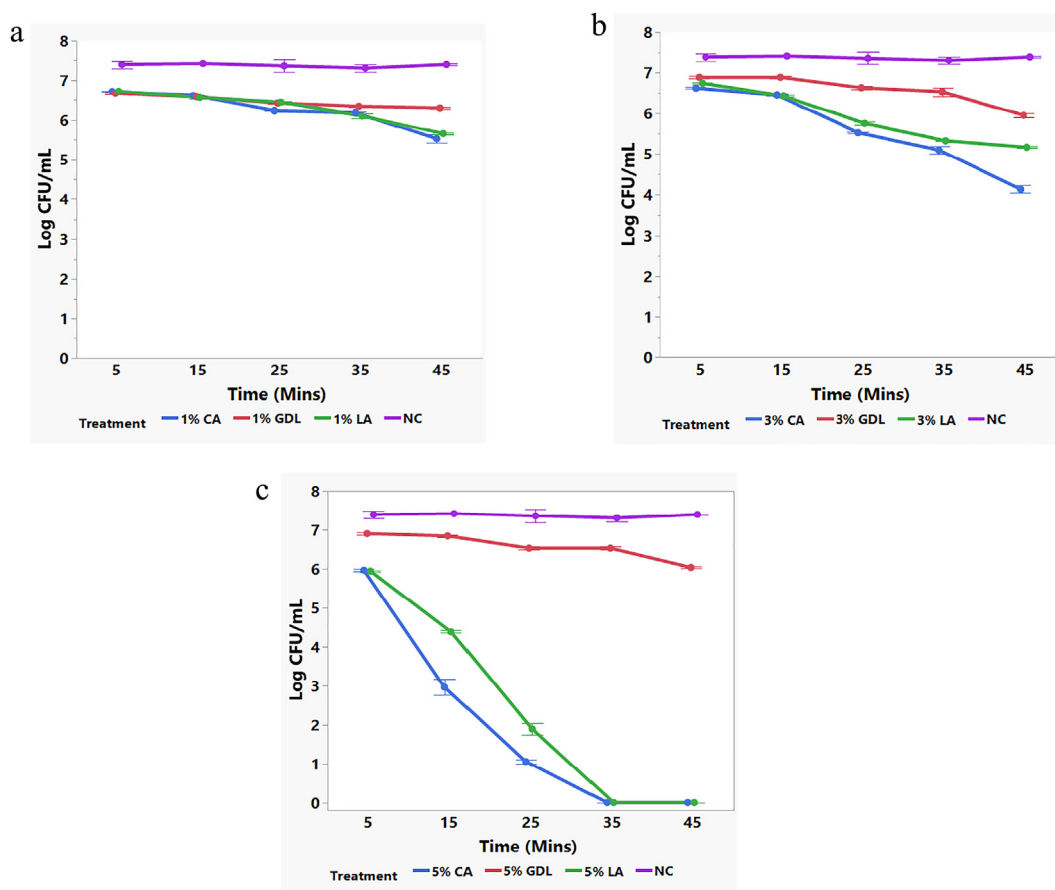 a
8
7
6
5
4
3
2
1
0
Log CFU/mL
5 15 25 35 45
Time (Mins)
Treatment 1% CA 1% GDL 1% LA NC
b
8
7
6
5
4
3
2
1
0
Log CFU/mL
5 15 25 35 45
Time (Mins)
Treatment 3% CA 3% GDL 3% LA NC
c
8
7
6
5
4
3
2
1
0
Log CFU/mL
5 15 25 35 45
Time (Mins)
Treatment 5% CA 5% GDL 5% LA NC